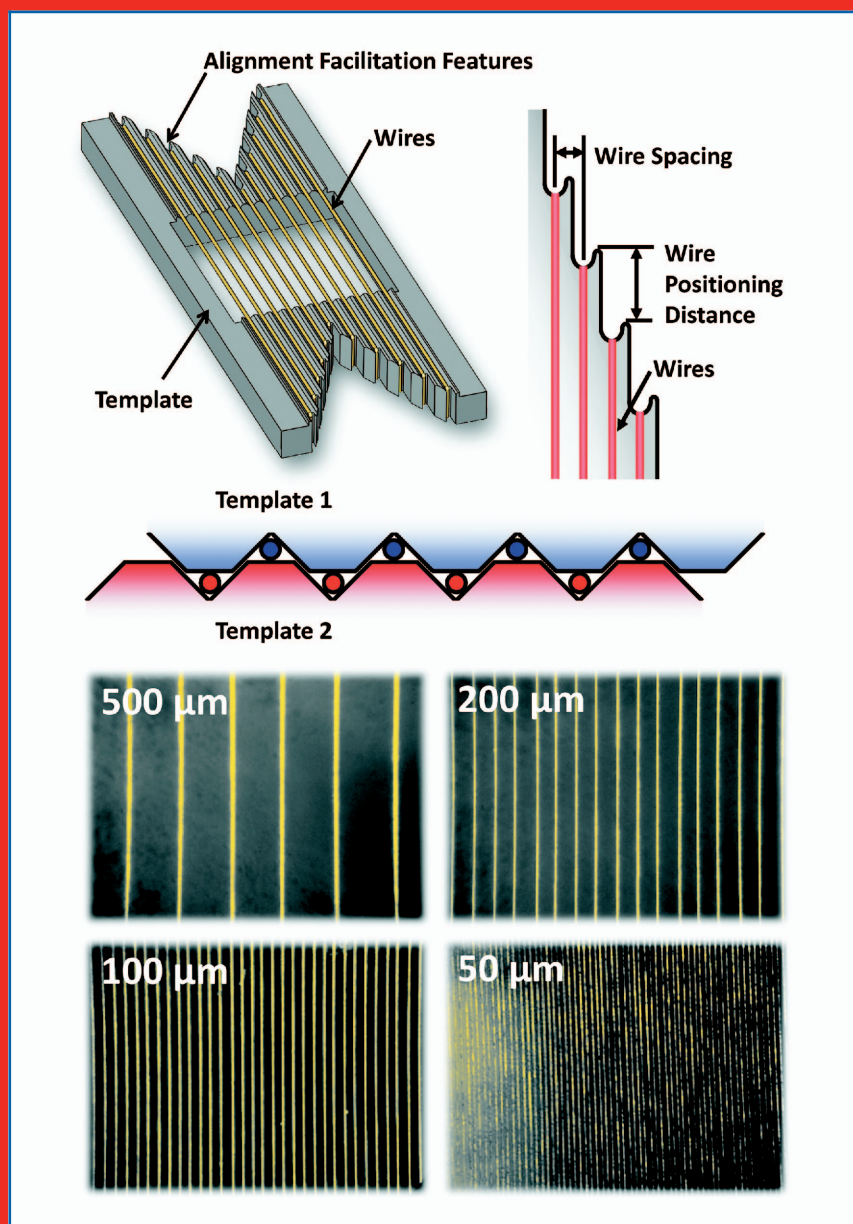 Alignment Facilitation Features
Wires
Wire Spacing
Wire
Positioning
Distance
Wires
Template
Template 1
Template 2
500 µm
200 µm
100 µm
50 µm